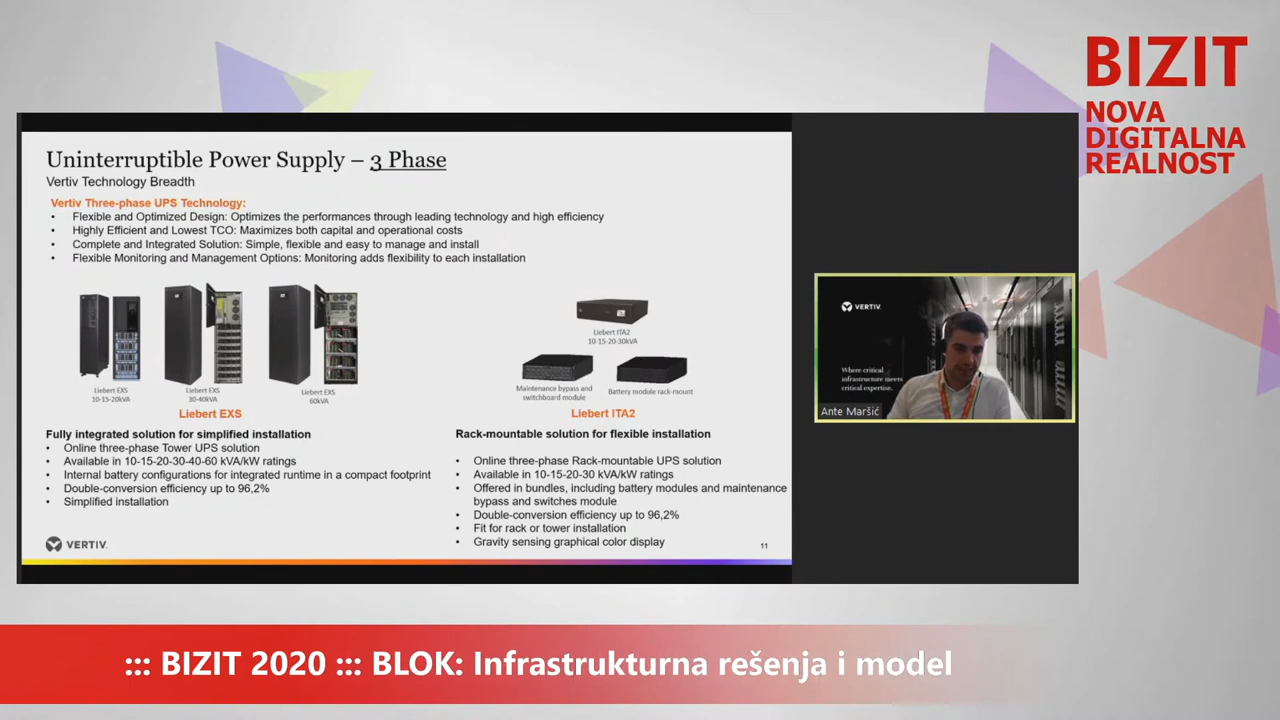 BIZIT
NOVA
DIGITALNA
REALNOST
Uninterruptible Power Supply – 3 Phase
Vertiv Technology Breadth
Vertiv Three-phase UPS Technology:
• Flexible and Optimized Design: Optimizes the performances through leading technology and high efficiency
• Highly Efficient and Lowest TCO: Maximizes both capital and operational costs
• Complete and Integrated Solution: Simple, flexible and easy to manage and install
• Flexible Monitoring and Management Options: Monitoring adds flexibility to each installation
Liebert EXS
10-15-20kVA
Liebert EXS
30-40kVA
Liebert EXS
60kVA
Liebert EXS
Fully integrated solution for simplified installation
• Online three-phase Tower UPS solution
• Available in 10-15-20-30-40-60 kVA/kW ratings
• Internal battery configurations for integrated runtime in a compact footprint
• Double-conversion efficiency up to 96,2%
• Simplified installation
Liebert ITA2
10-15-20-30kVA
Maintenance bypass and
switchboard module
Battery module rack-mount
Liebert ITA2
Rack-mountable solution for flexible installation
• Online three-phase Rack-mountable UPS solution
• Available in 10-15-20-30 kVA/kW ratings
• Offered in bundles, including battery modules and maintenance
bypass and switches module
• Double-conversion efficiency up to 96,2%
• Fit for rack or tower installation
• Gravity sensing graphical color display
VERTIV.
11
VERTIV.
Where critical
infrastructure meets
critical expertise.
Ante Maršić
::: BIZIT 2020 ::: BLOK: Infrastrukturna rešenja i model